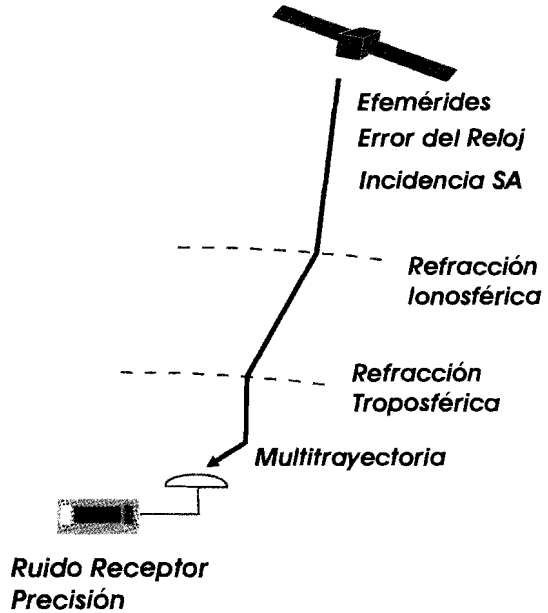 Efemérides
Error del Reloj
Incidencia SA
Refracción
Ionosférica
Refracción
Troposférica
Multitrayectoria
Ruido Receptor
Precisión